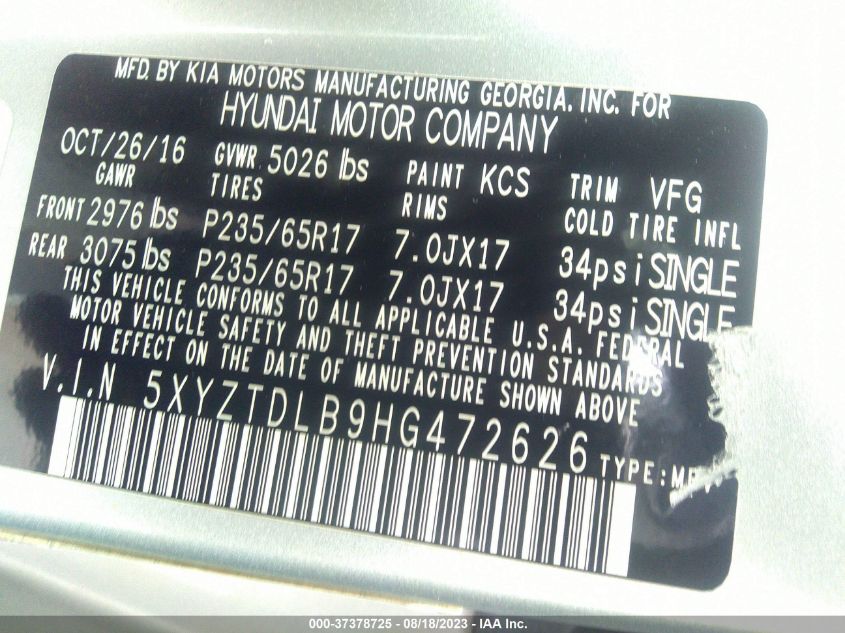 MFD. BY KIA MOTORS MANUFACTURING GEORGIA, INC. FOR
HYUNDAI MOTOR COMPANY
OCT/26/16 GVWR 5026 lbs PAINT KCS TRIM VFG
GAWR TIRES RIMS COLD TIRE INFL
FRONT 2976 lbs P235/65R17 7.0JX17 34psi SINGLE
REAR 3075 lbs P235/65R17 7.0JX17 34psi SINGLE
THIS VEHICLE CONFORMS TO ALL APPLICABLE U.S.A. FEDERAL
MOTOR VEHICLE SAFETY AND THEFT PREVENTION STANDARDS
IN EFFECT ON THE DATE OF MANUFACTURE SHOWN ABOVE
V.I.N 5XYZTDLB9HG472626 TYPE:
000-37378725 - 08/18/2023 - IAA Inc.